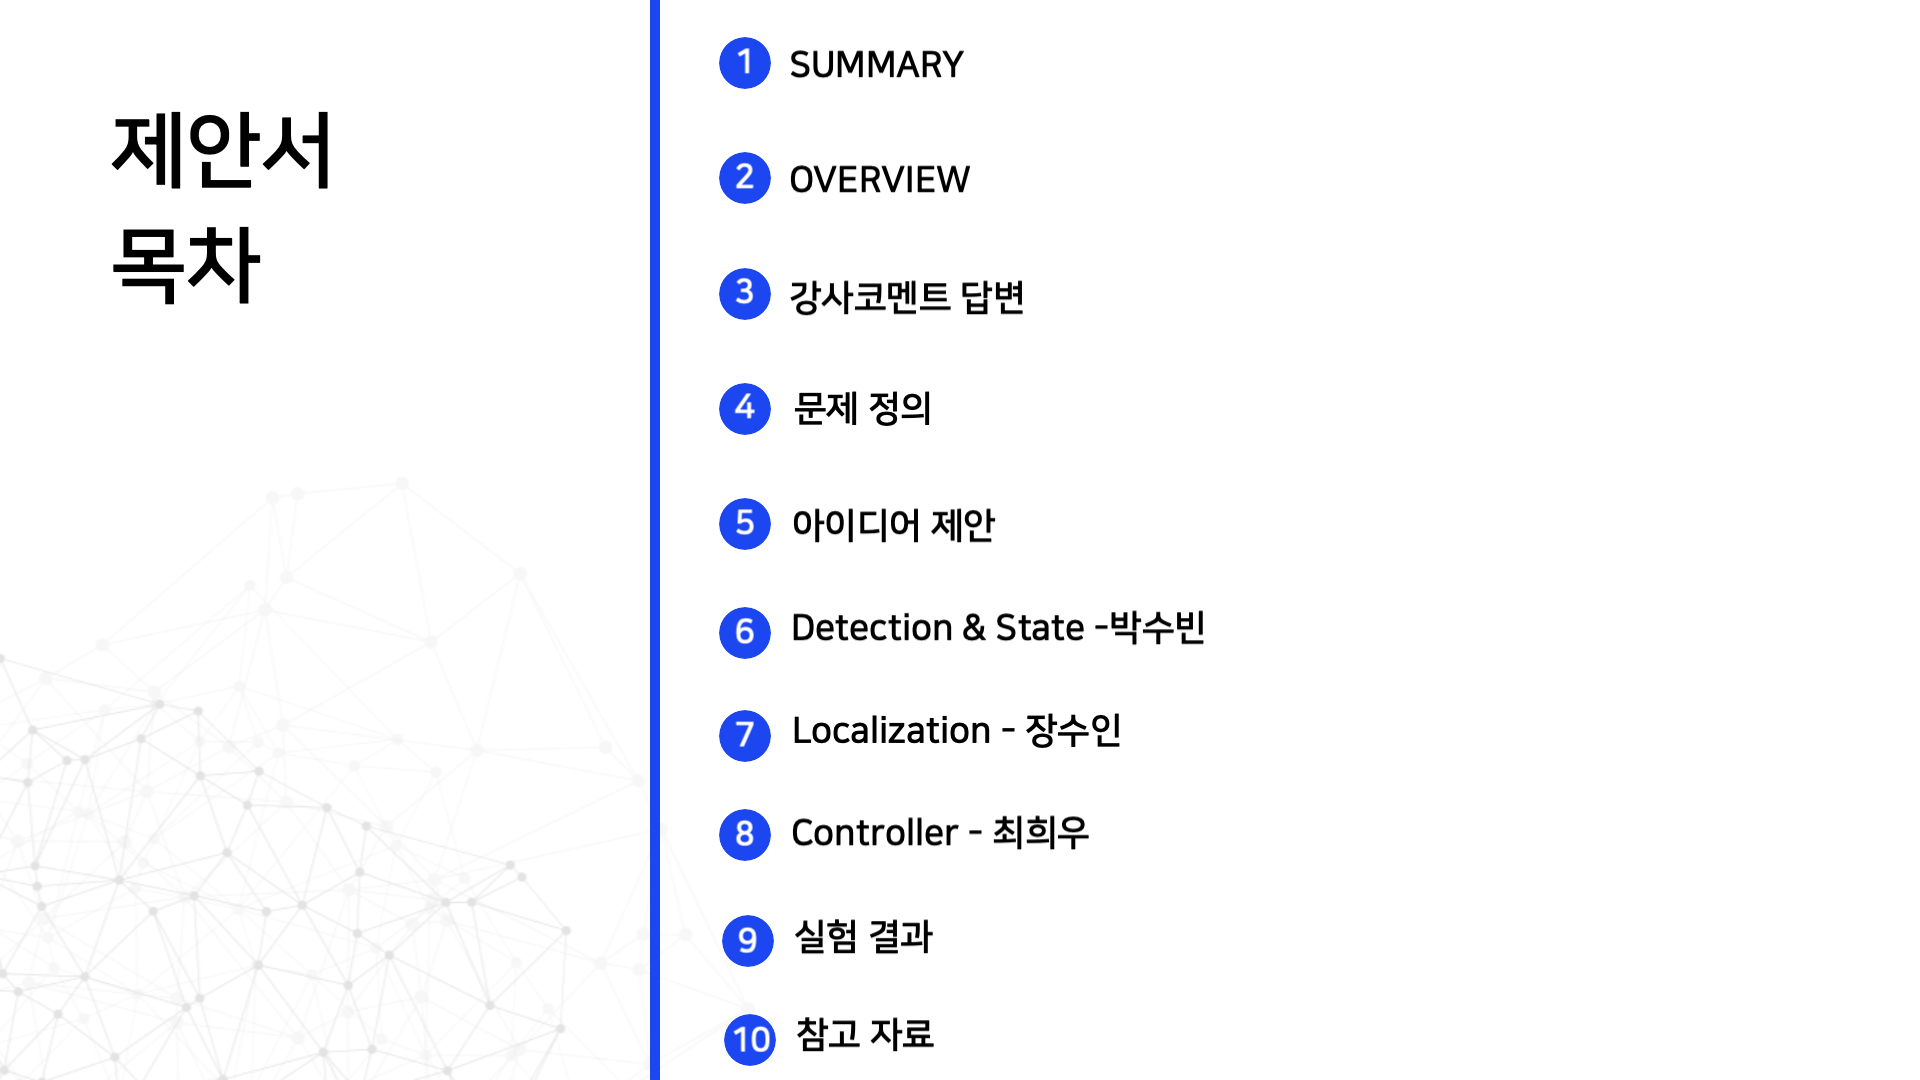 제안서
목차
1 SUMMARY
2 OVERVIEW
3 강사코멘트 답변
4 문제 정의
5 아이디어 제안
6 Detection & State -박수빈
7 Localization - 장수인
8 Controller - 최희우
9 실험 결과
10 참고 자료